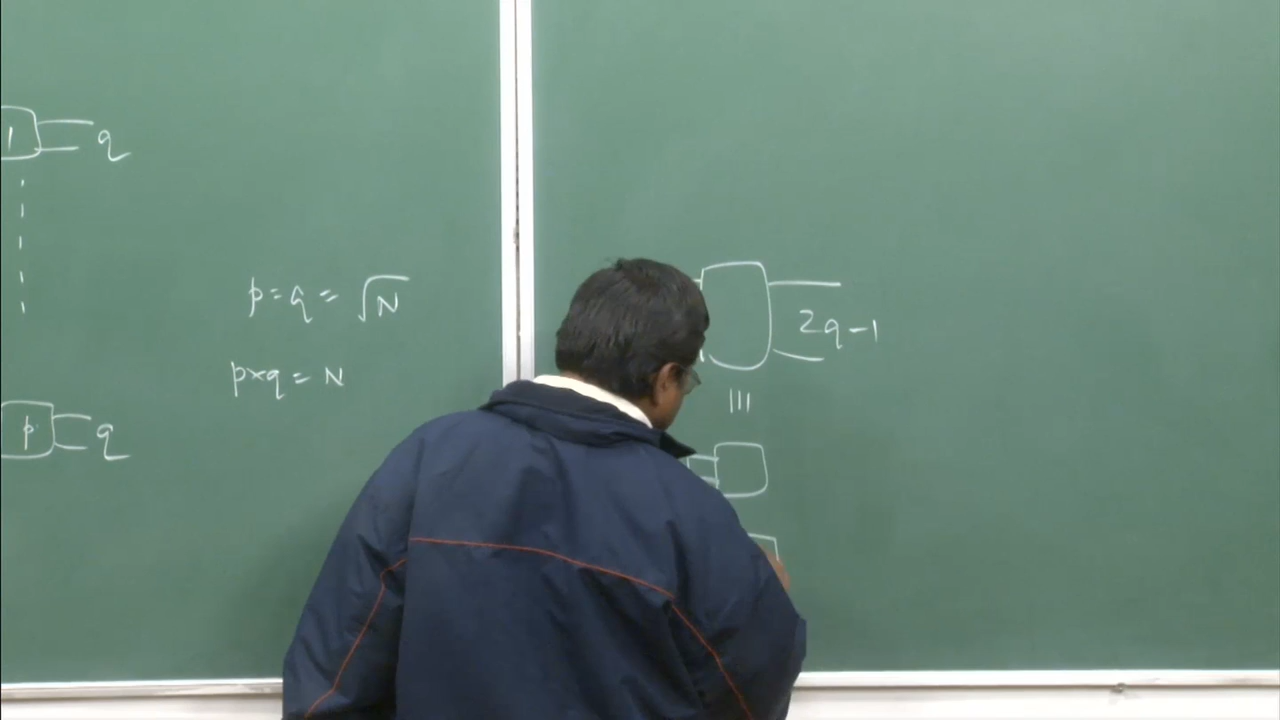 1 q
p = q = √N
p×q = N
p q
2q-1
≡